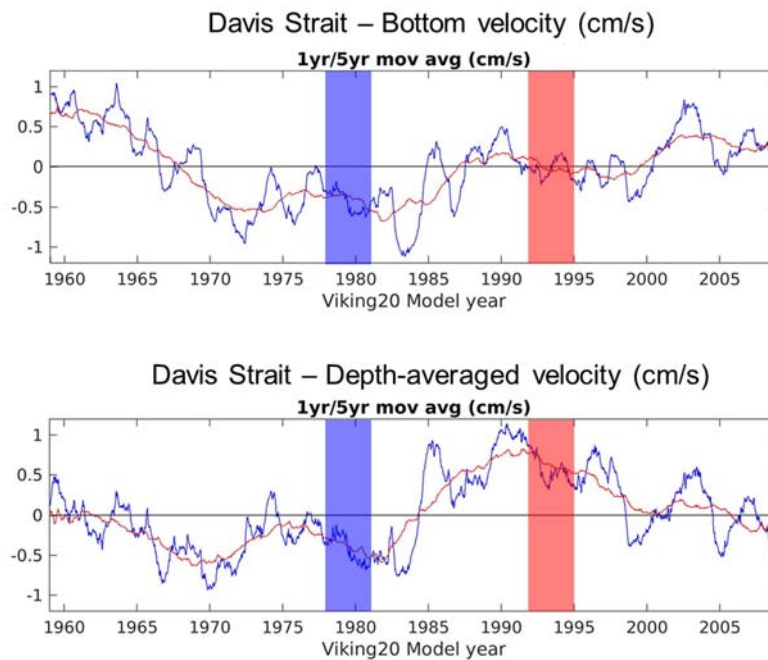 Davis Strait – Bottom velocity (cm/s)
1yr/5yr mov avg (cm/s)
1
0.5
0
-0.5
-1
1960 1965 1970 1975 1980 1985 1990 1995 2000 2005
Viking20 Model year
Davis Strait – Depth-averaged velocity (cm/s)
1yr/5yr mov avg (cm/s)
1
0.5
0
-0.5
-1
1960 1965 1970 1975 1980 1985 1990 1995 2000 2005
Viking20 Model year